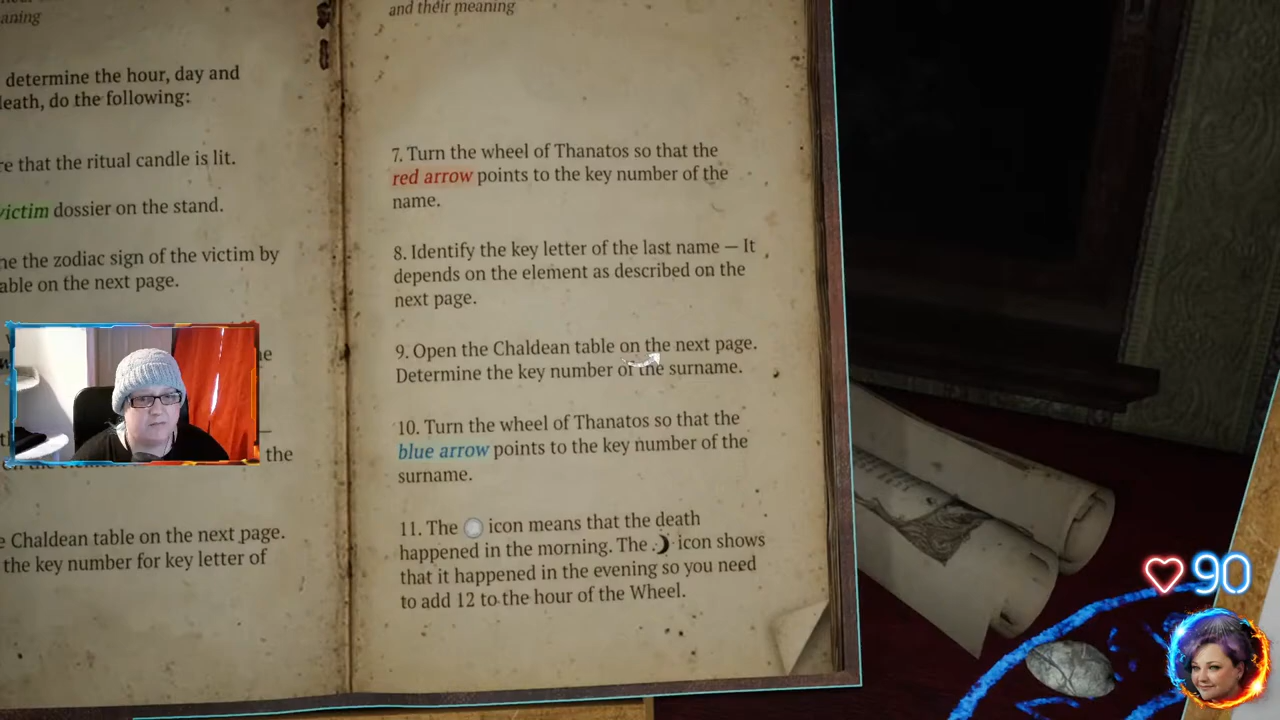 aning
determine the hour, day and
eath, do the following:
re that the ritual candle is lit.
victim dossier on the stand.
ne the zodiac sign of the victim by
able on the next page.
the
e Chaldean table on the next page.
the key number for key letter of
and their meaning
7. Turn the wheel of Thanatos so that the
red arrow points to the key number of the
name.
8. Identify the key letter of the last name — It
depends on the element as described on the
next page.
9. Open the Chaldean table on the next page.
Determine the key number of the surname.
10. Turn the wheel of Thanatos so that the
blue arrow points to the key number of the
surname.
11. The icon means that the death
happened in the morning. The icon shows
that it happened in the evening so you need
to add 12 to the hour of the Wheel.
90